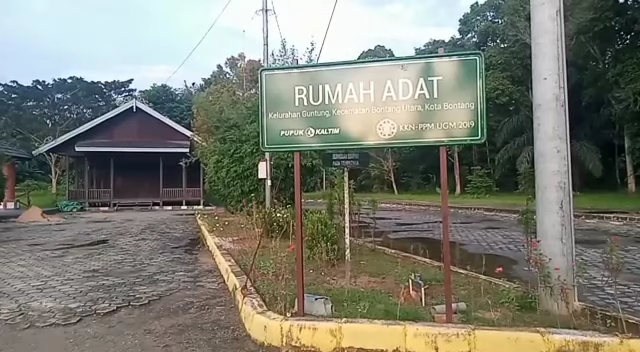 RUMAH ADAT
Kelurahan Guntung, Kecamatan Bontang Utara, Kota Bontang
PUPUK KALTIM
KKN-PPM UGM 2019